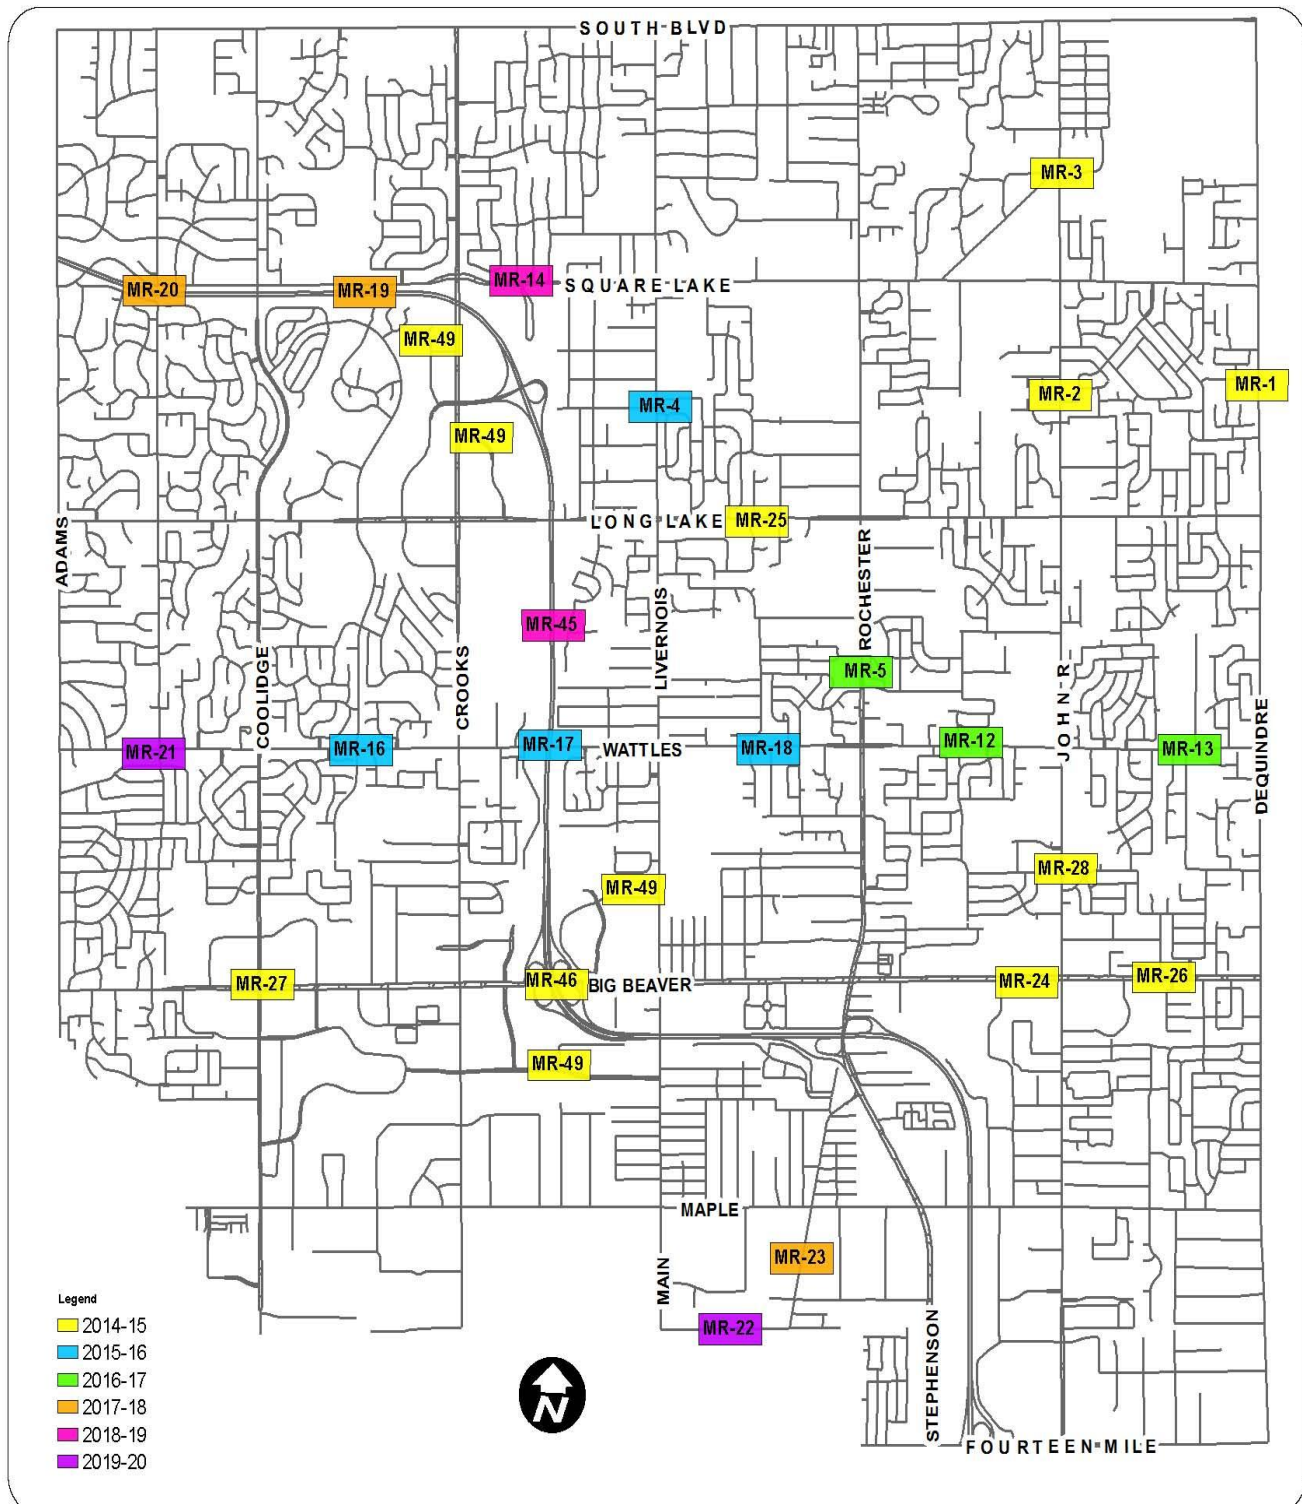 SOUTH BLVD
MR-3
MR-20
MR-19
MR-14
SQUARE LAKE
MR-49
MR-1
MR-2
MR-4
MR-49
LONG LAKE
MR-25
ADAMS
ROCHESTER
LIVERNOIS
MR-45
COOLIDGE
CROOKS
MR-5
JOHN R
DEQUINDRE
MR-21
MR-16
MR-17
WATTLES
MR-18
MR-12
MR-13
MR-28
MR-49
MR-27
MR-46
BIG BEAVER
MR-24
MR-26
MR-49
MAPLE
MAIN
MR-23
MR-22
STEPHENSON
FOURTEEN MILE
Legend
2014-15
2015-16
2016-17
2017-18
2018-19
2019-20
N